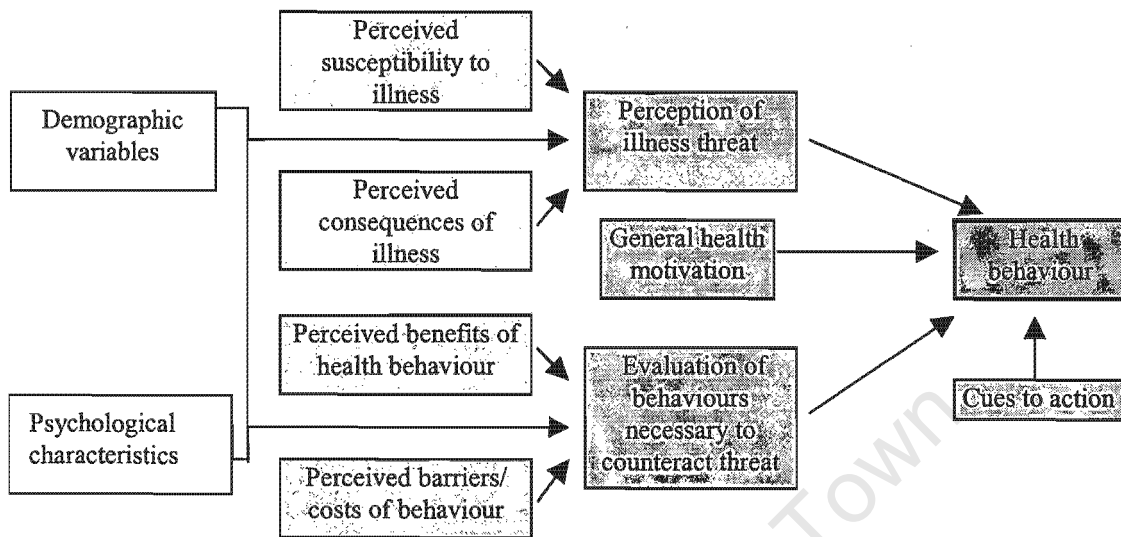 Perceived
susceptibility to
illness
Demographic
variables
Perception of
illness threat
Perceived
consequences of
illness
General health
motivation
Health
behaviour
Perceived benefits of
health behaviour
Evaluation of
behaviours
necessary to
counteract threat
Cues to action
Psychological
characteristics
Perceived barriers/
costs of behaviour
Town